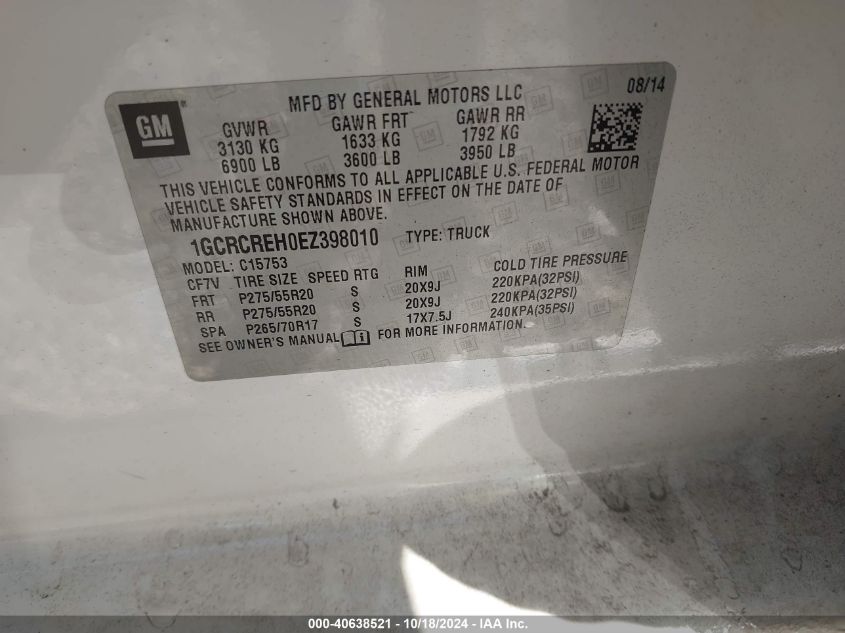 GM
MFD BY GENERAL MOTORS LLC
08/14
GVWR GAWR FRT GAWR RR
3130 KG 1633 KG 1792 KG
6900 LB 3600 LB 3950 LB
THIS VEHICLE CONFORMS TO ALL APPLICABLE U.S. FEDERAL MOTOR
VEHICLE SAFETY STANDARDS IN EFFECT ON THE DATE OF
MANUFACTURE SHOWN ABOVE.
1GCRCREH0EZ398010 TYPE: TRUCK
MODEL: C15753
CF7V TIRE SIZE SPEED RTG RIM COLD TIRE PRESSURE
FRT P275/55R20 S 20X9J 220KPA(32PSI)
RR P275/55R20 S 20X9J 220KPA(32PSI)
SPA P265/70R17 S 17X7.5J 240KPA(35PSI)
SEE OWNER'S MANUAL i FOR MORE INFORMATION.
000-40638521 - 10/18/2024 - © IAA Inc.